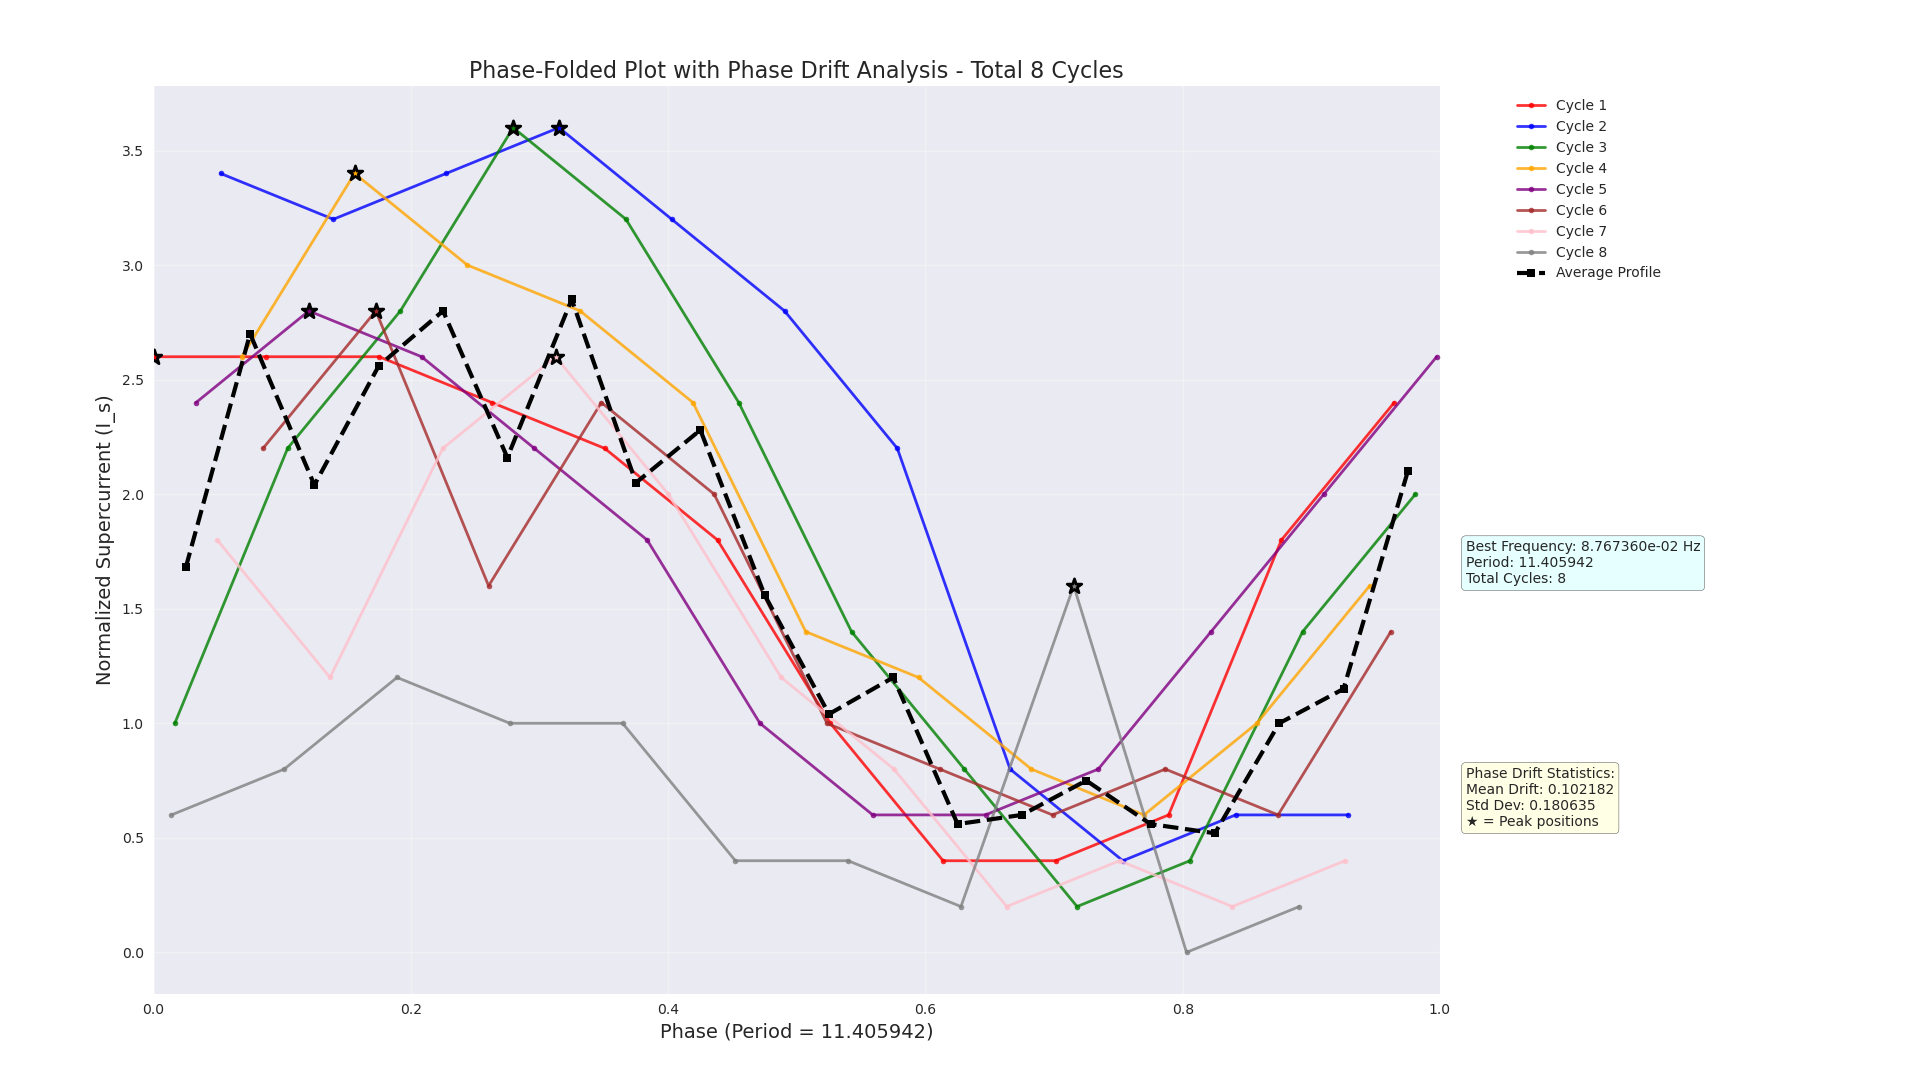 Phase-Folded Plot with Phase Drift Analysis - Total 8 Cycles
Normalized Supercurrent (I_s)
3.5
3.0
2.5
2.0
1.5
1.0
0.5
0.0
0.0
0.2
0.4
0.6
0.8
1.0
Phase (Period = 11.405942)
Cycle 1
Cycle 2
Cycle 3
Cycle 4
Cycle 5
Cycle 6
Cycle 7
Cycle 8
Average Profile
Best Frequency: 8.767360e-02 Hz
Period: 11.405942
Total Cycles: 8
Phase Drift Statistics:
Mean Drift: 0.102182
Std Dev: 0.180635
★ = Peak positions